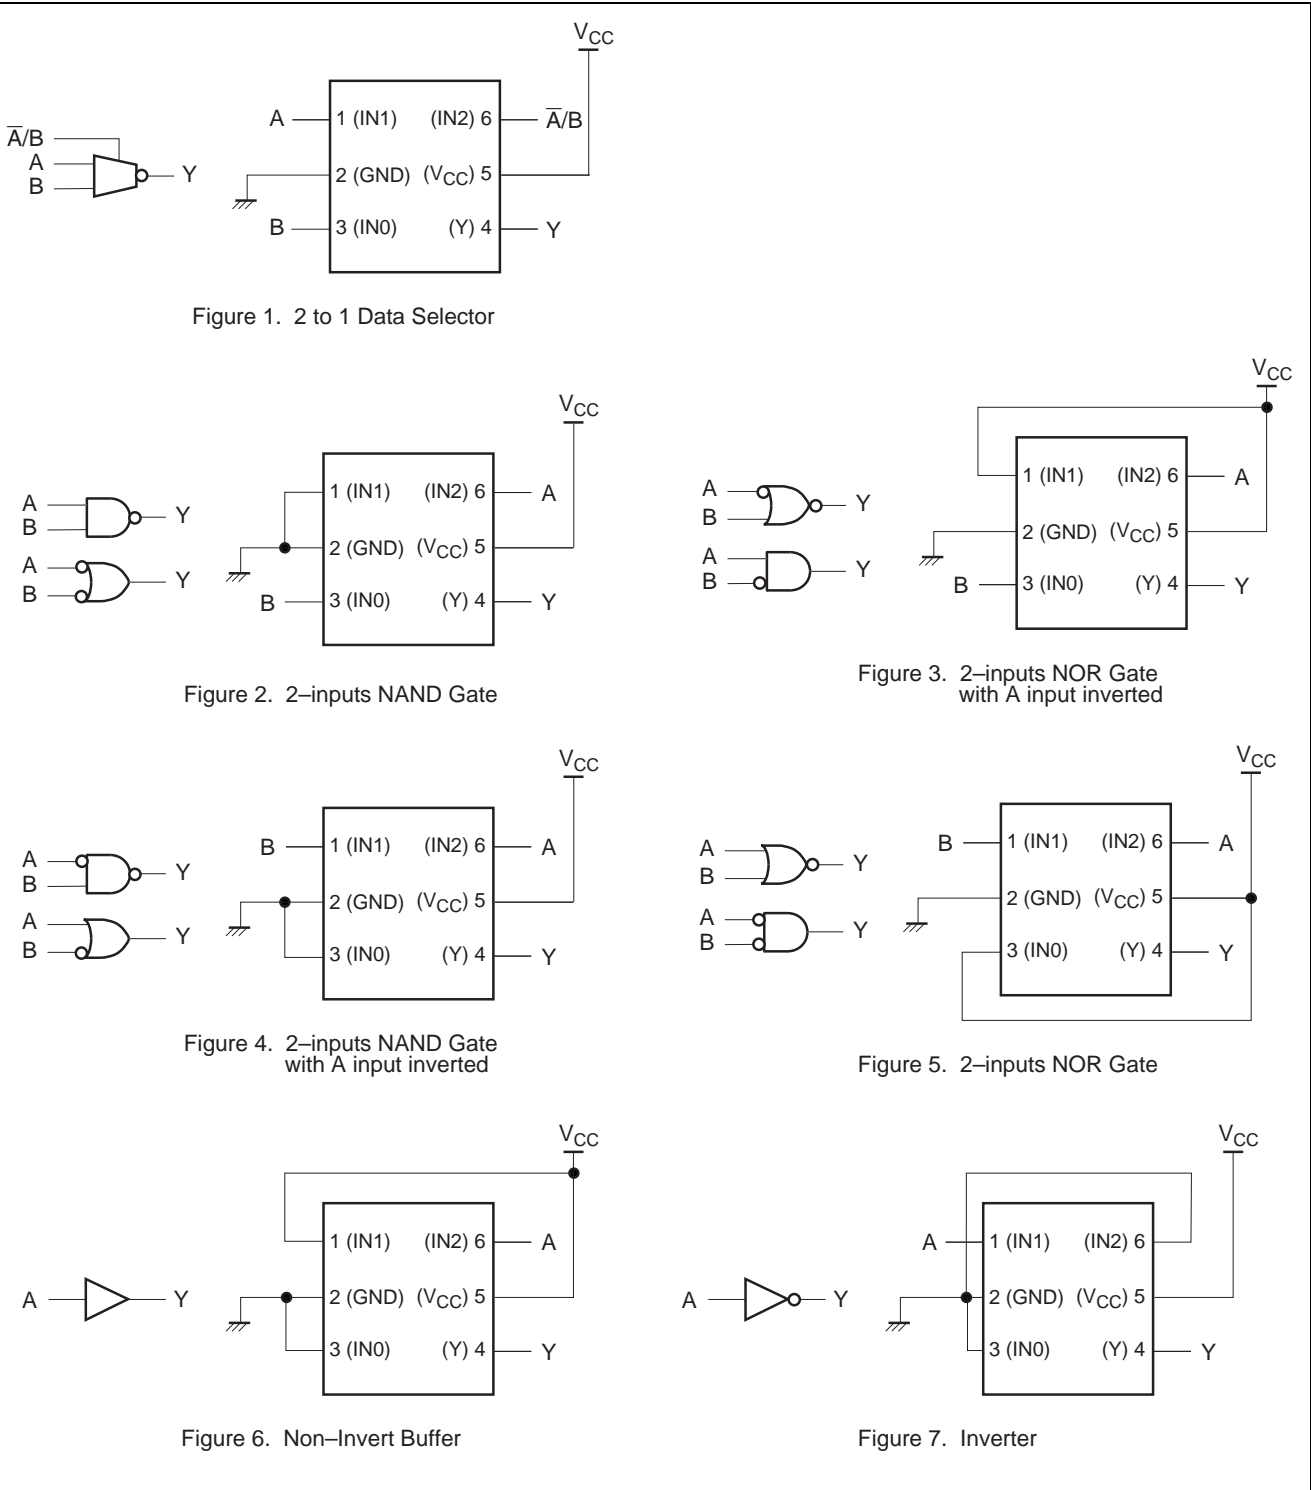 VCC
A 1 (IN1) (IN2) 6 A̅/B
A̅/B
A
B
Y
2 (GND) (VCC) 5
B 3 (IN0) (Y) 4 Y
Figure 1. 2 to 1 Data Selector
VCC
A
B
Y
A
B
Y
1 (IN1) (IN2) 6 A
2 (GND) (VCC) 5
B 3 (IN0) (Y) 4 Y
Figure 2. 2–inputs NAND Gate
VCC
A
B
Y
A
B
Y
1 (IN1) (IN2) 6 A
2 (GND) (VCC) 5
B 3 (IN0) (Y) 4 Y
Figure 3. 2–inputs NOR Gate
with A input inverted
VCC
A
B
Y
A
B
Y
B 1 (IN1) (IN2) 6 A
2 (GND) (VCC) 5
3 (IN0) (Y) 4 Y
Figure 4. 2–inputs NAND Gate
with A input inverted
VCC
A
B
Y
A
B
Y
B 1 (IN1) (IN2) 6 A
2 (GND) (VCC) 5
3 (IN0) (Y) 4 Y
Figure 5. 2–inputs NOR Gate
VCC
A Y
1 (IN1) (IN2) 6 A
2 (GND) (VCC) 5
3 (IN0) (Y) 4 Y
Figure 6. Non–Invert Buffer
VCC
A Y
A 1 (IN1) (IN2) 6
2 (GND) (VCC) 5
3 (IN0) (Y) 4 Y
Figure 7. Inverter